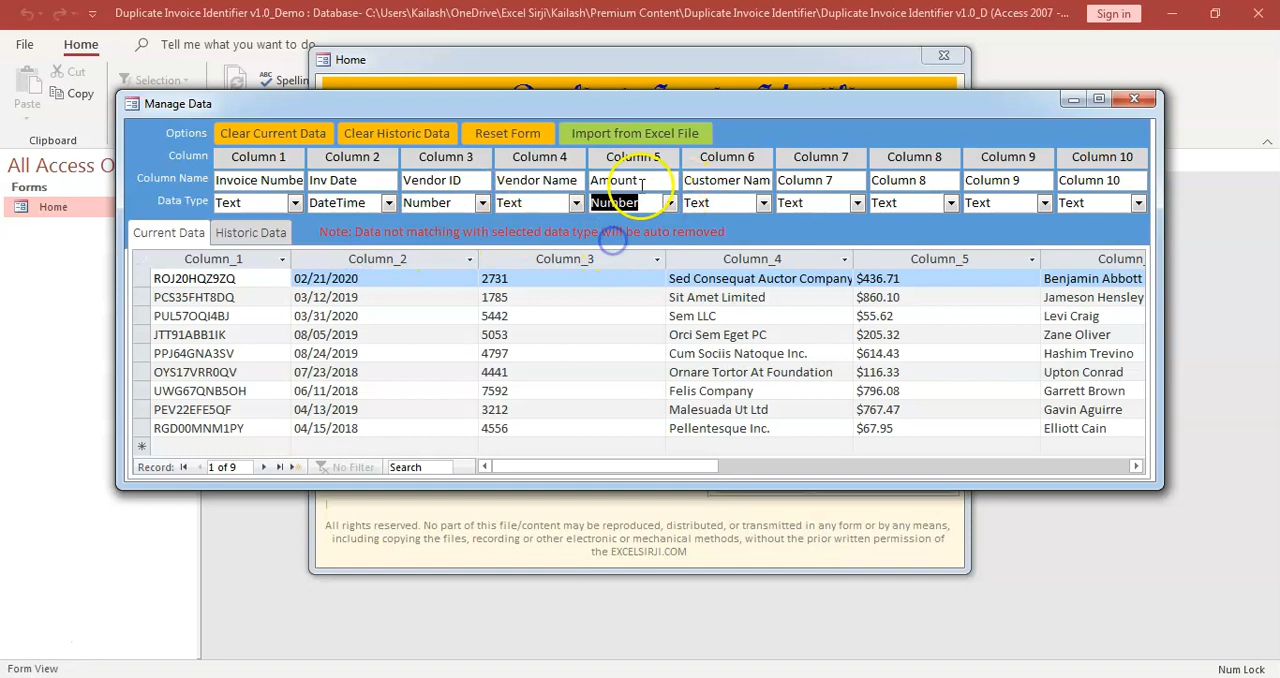 Duplicate Invoice Identifier v1.0_Demo : Database- C:\Users\Kailash\OneDrive\Excel Sirji\Kailash\Premium Content\Duplicate Invoice Identifier\Duplicate Invoice Identifier v1.0_D (Access 2007 -... Sign in
File Home Tell me what you want to do
Paste Cut Copy Selection Spellin
Clipboard
Home
Manage Data
All Access O
Forms
Home
Options Clear Current Data Clear Historic Data Reset Form Import from Excel File
Column Column 1 Column 2 Column 3 Column 4 Column 5 Column 6 Column 7 Column 8 Column 9 Column 10
Column Name Invoice Numbe Inv Date Vendor ID Vendor Name Amount Customer Nam Column 7 Column 8 Column 9 Column 10
Data Type Text DateTime Number Text Number Text Text Text Text Text
Current Data Historic Data Note: Data not matching with selected data type will be auto removed
Column_1 Column_2 Column_3 Column_4 Column_5 Column_
ROJ20HQZ9ZQ 02/21/2020 2731 Sed Consequat Auctor Company $436.71 Benjamin Abbott
PCS35FHT8DQ 03/12/2019 1785 Sit Amet Limited $860.10 Jameson Hensley
PUL57OQI4BJ 03/31/2020 5442 Sem LLC $55.62 Levi Craig
JTT91ABB1IK 08/05/2019 5053 Orci Sem Eget PC $205.32 Zane Oliver
PPJ64GNA3SV 08/24/2019 4797 Cum Sociis Natoque Inc. $614.43 Hashim Trevino
OYS17VRR0QV 07/23/2018 4441 Ornare Tortor At Foundation $116.33 Upton Conrad
UWG67QNB5OH 06/11/2018 7592 Felis Company $796.08 Garrett Brown
PEV22EFE5QF 04/13/2019 3212 Malesuada Ut Ltd $767.47 Gavin Aguirre
RGD00MNM1PY 04/15/2018 4556 Pellentesque Inc. $67.95 Elliott Cain
Record: 1 of 9 No Filter Search
All rights reserved. No part of this file/content may be reproduced, distributed, or transmitted in any form or by any means,
including copying the files, recording or other electronic or mechanical methods, without the prior written permission of
the EXCELSIRJI.COM
Form View Num Lock